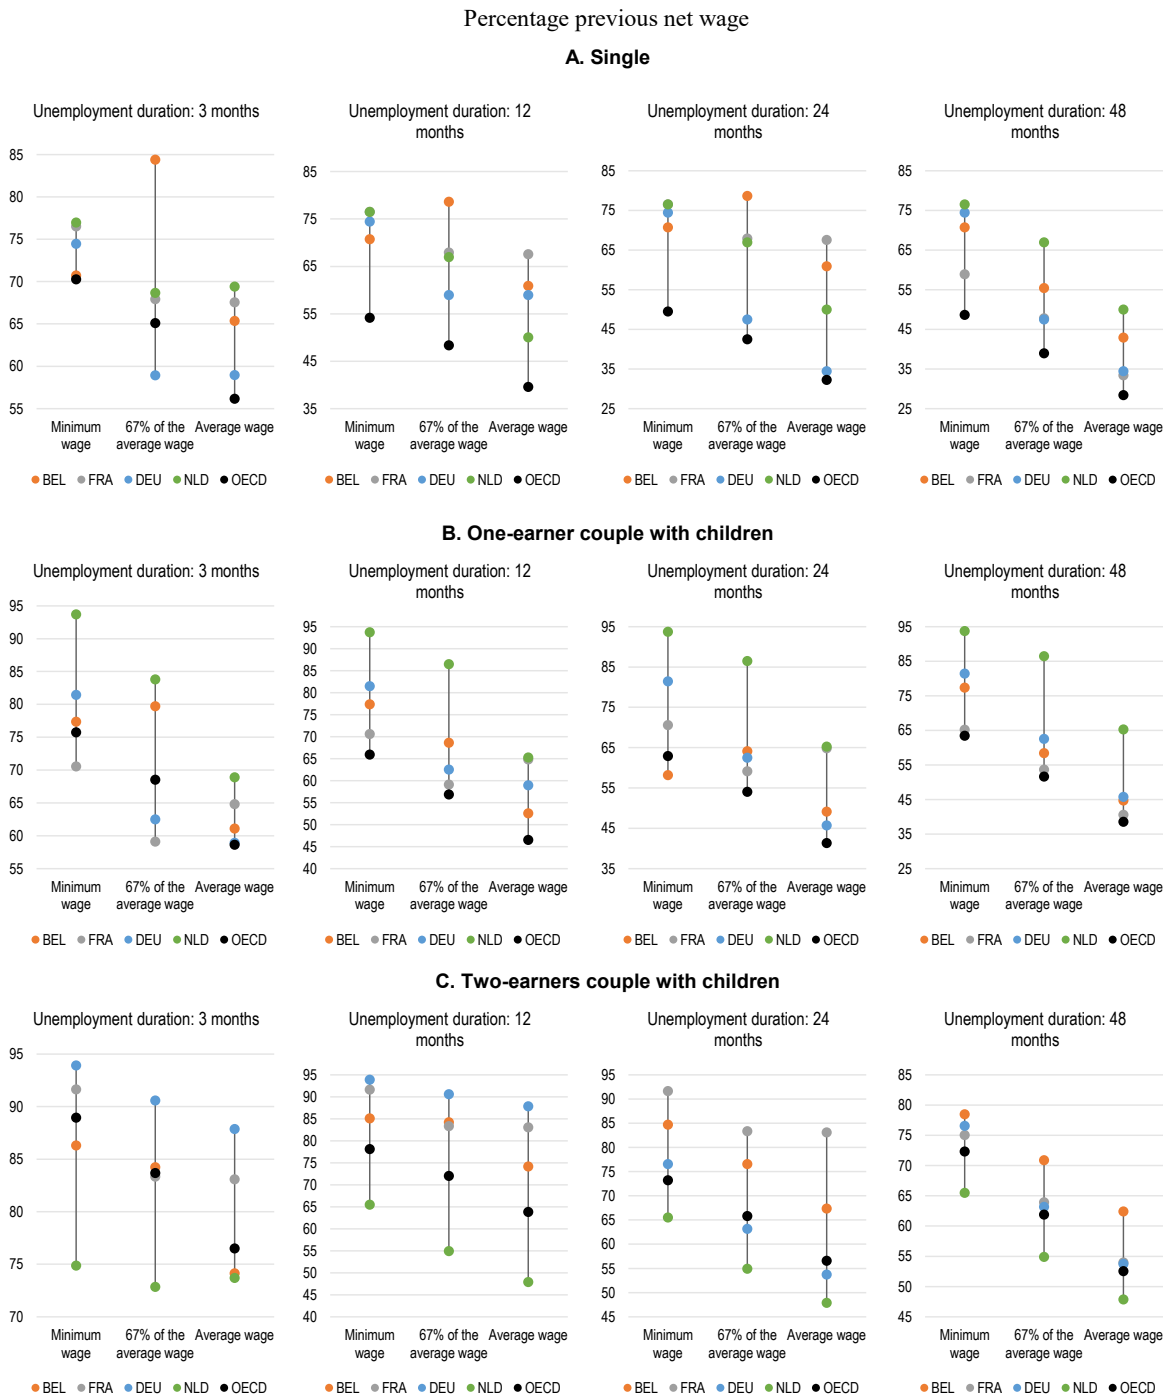 Percentage previous net wage
A. Single
Unemployment duration: 3 months
85
80
75
70
65
60
55
Minimum wage
67% of the average wage
Average wage
BEL FRA DEU NLD OECD
Unemployment duration: 12 months
85
75
65
55
45
35
Minimum wage
67% of the average wage
Average wage
BEL FRA DEU NLD OECD
Unemployment duration: 24 months
85
75
65
55
45
35
25
Minimum wage
67% of the average wage
Average wage
BEL FRA DEU NLD OECD
Unemployment duration: 48 months
85
75
65
55
45
35
25
Minimum wage
67% of the average wage
Average wage
BEL FRA DEU NLD OECD
B. One-earner couple with children
Unemployment duration: 3 months
95
90
85
80
75
70
65
60
55
Minimum wage
67% of the average wage
Average wage
BEL FRA DEU NLD OECD
Unemployment duration: 12 months
95
90
85
80
75
70
65
60
55
50
45
40
Minimum wage
67% of the average wage
Average wage
BEL FRA DEU NLD OECD
Unemployment duration: 24 months
95
85
75
65
55
45
35
Minimum wage
67% of the average wage
Average wage
BEL FRA DEU NLD OECD
Unemployment duration: 48 months
95
85
75
65
55
45
35
25
Minimum wage
67% of the average wage
Average wage
BEL FRA DEU NLD OECD
C. Two-earners couple with children
Unemployment duration: 3 months
95
90
85
80
75
70
Minimum wage
67% of the average wage
Average wage
BEL FRA DEU NLD OECD
Unemployment duration: 12 months
95
90
85
80
75
70
65
60
55
50
45
40
Minimum wage
67% of the average wage
Average wage
BEL FRA DEU NLD OECD
Unemployment duration: 24 months
95
90
85
80
75
70
65
60
55
50
45
Minimum wage
67% of the average wage
Average wage
BEL FRA DEU NLD OECD
Unemployment duration: 48 months
85
80
75
70
65
60
55
50
45
Minimum wage
67% of the average wage
Average wage
BEL FRA DEU NLD OECD